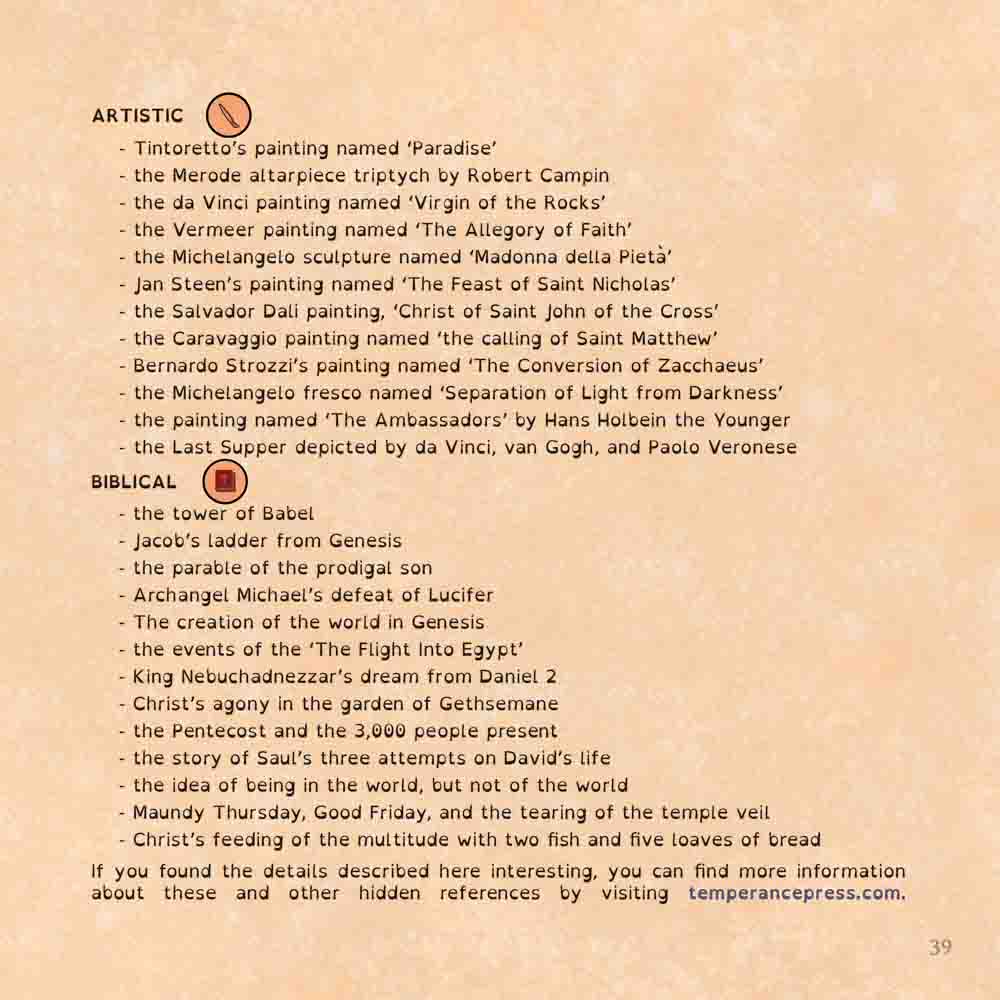 ARTISTIC
- Tintoretto's painting named ‘Paradise’
- the Merode altarpiece triptych by Robert Campin
- the da Vinci painting named ‘Virgin of the Rocks’
- the Vermeer painting named ‘The Allegory of Faith’
- the Michelangelo sculpture named ‘Madonna della Pietà’
- Jan Steen's painting named ‘The Feast of Saint Nicholas’
- the Salvador Dali painting, ‘Christ of Saint John of the Cross’
- the Caravaggio painting named ‘the calling of Saint Matthew’
- Bernardo Strozzi's painting named ‘The Conversion of Zacchaeus’
- the Michelangelo fresco named ‘Separation of Light from Darkness’
- the painting named ‘The Ambassadors’ by Hans Holbein the Younger
- the Last Supper depicted by da Vinci, van Gogh, and Paolo Veronese
BIBLICAL
- the tower of Babel
- Jacob's ladder from Genesis
- the parable of the prodigal son
- Archangel Michael's defeat of Lucifer
- The creation of the world in Genesis
- the events of the ‘The Flight Into Egypt’
- King Nebuchadnezzar's dream from Daniel 2
- Christ's agony in the garden of Gethsemane
- the Pentecost and the 3,000 people present
- the story of Saul's three attempts on David's life
- the idea of being in the world, but not of the world
- Maundy Thursday, Good Friday, and the tearing of the temple veil
- Christ's feeding of the multitude with two fish and five loaves of bread
If you found the details described here interesting, you can find more information
about these and other hidden references by visiting temperancepress.com.
39